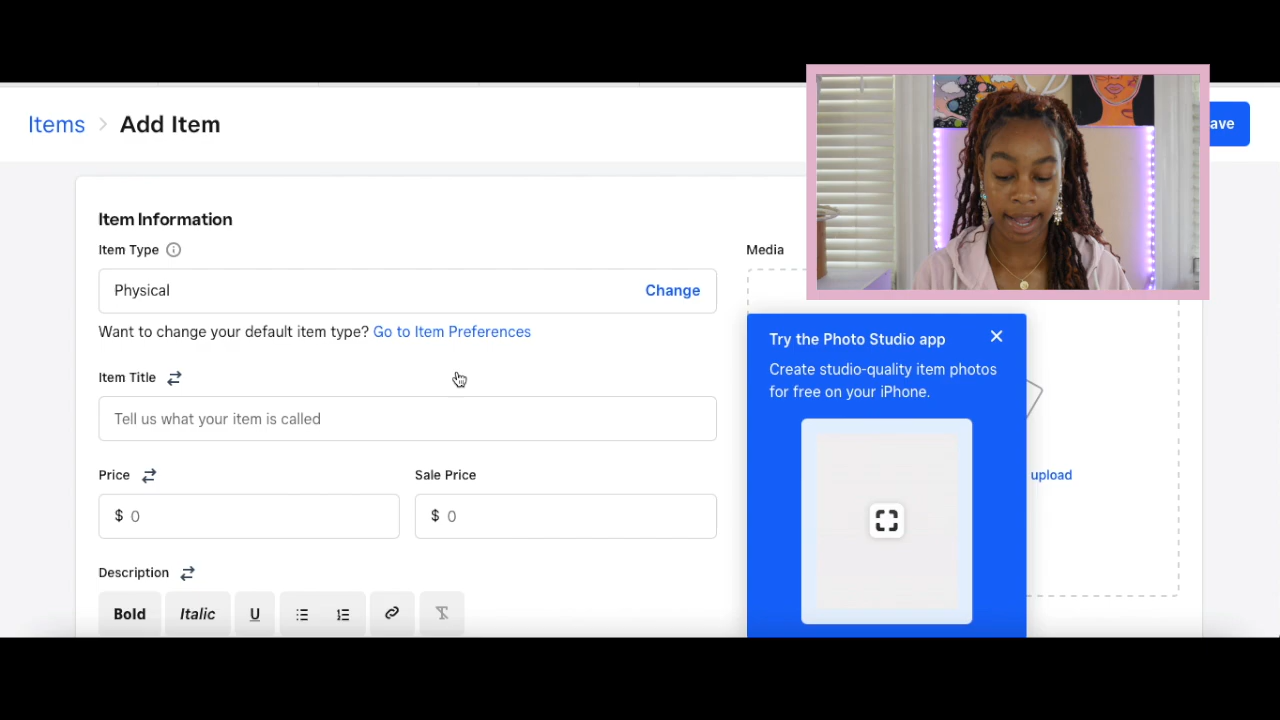 Items > Add Item
ave
Item Information
Item Type
Physical
Change
Want to change your default item type? Go to Item Preferences
Item Title
Tell us what your item is called
Price
Sale Price
$ 0
$ 0
Description
Bold
Italic
U
Media
Try the Photo Studio app
Create studio-quality item photos
for free on your iPhone.
upload